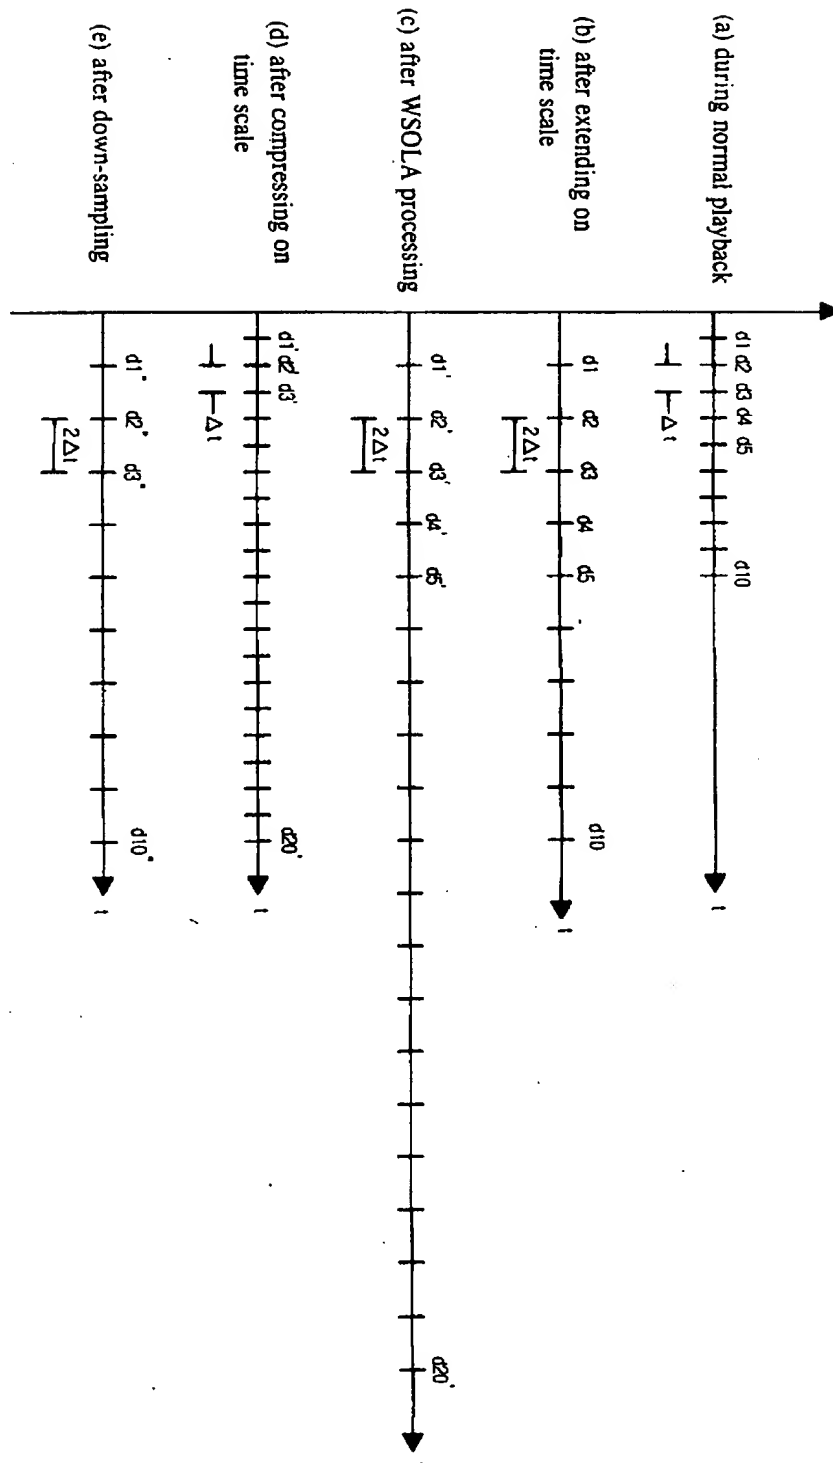 (a) during normal playback
d1 d2 d3 d4 d5 d10
Δt
t
(b) after extending on
time scale
d1 d2 d3 d4 d5 d10
2Δt
t
(c) after WSOLA processing
d1' d2' d3' d4' d5' d20'
2Δt
(d) after compressing on
time scale
d1' d2' d3' d20'
Δt
t
(e) after down-sampling
d1" d2" d3" d10"
2Δt
t